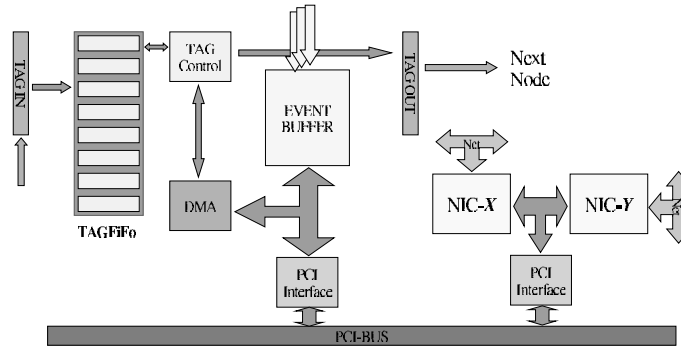 TAG IN
TAGFiFo
TAG
Control
DMA
EVENT
BUFFER
PCI
Interface
TAG OUT
Next
Node
Net
NIC-X
NIC-Y
Net
PCI
Interface
PCI-BUS